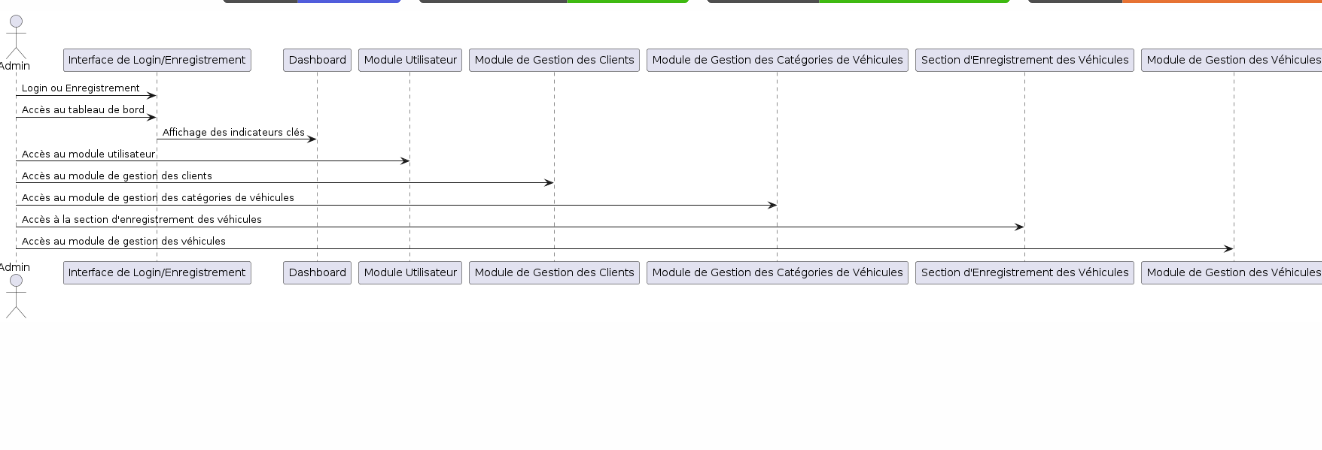 Admin
Interface de Login/Enregistrement
Dashboard
Module Utilisateur
Module de Gestion des Clients
Module de Gestion des Catégories de Véhicules
Section d'Enregistrement des Véhicules
Module de Gestion des Véhicules
Login ou Enregistrement
Accès au tableau de bord
Affichage des indicateurs clés
Accès au module utilisateur
Accès au module de gestion des clients
Accès au module de gestion des catégories de véhicules
Accès à la section d'enregistrement des véhicules
Accès au module de gestion des véhicules
Admin
Interface de Login/Enregistrement
Dashboard
Module Utilisateur
Module de Gestion des Clients
Module de Gestion des Catégories de Véhicules
Section d'Enregistrement des Véhicules
Module de Gestion des Véhicules